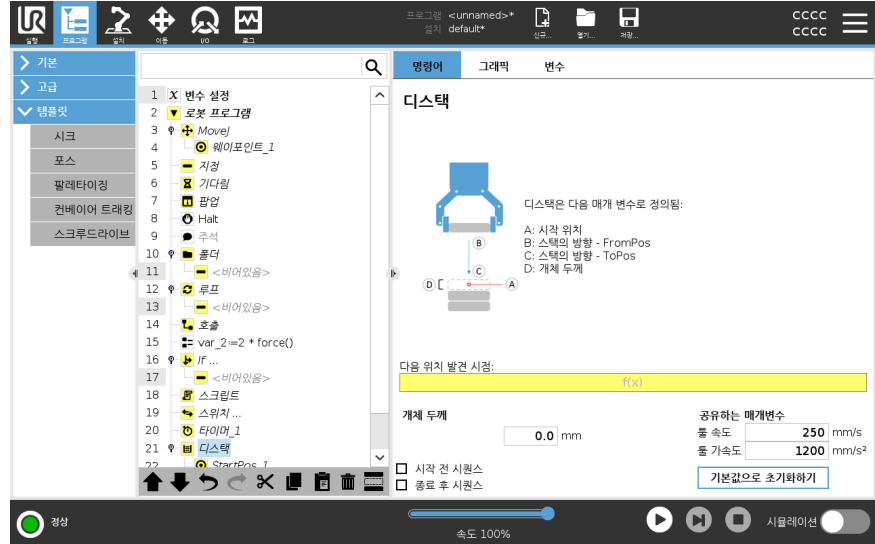 UR
실행
프로그램
설치
이동
I/O
로그
프로그램 <unnamed>*
설치 default*
신규...
열기...
저장...
cccc
cccc
기본
고급
템플릿
시크
포스
팔레타이징
컨베이어 트래킹
스크루드라이브
1 X 변수 설정
2 로봇 프로그램
3 MoveJ
4 웨이포인트_1
5 지정
6 기다림
7 팝업
8 Halt
9 주석
10 폴더
11 <비어있음>
12 루프
13 <비어있음>
14 호출
15 var_2≔2 * force()
16 If ...
17 <비어있음>
18 스크립트
19 스위치 ...
20 타이머_1
21 디스택
22 StartPos_1
명령어
그래픽
변수
디스택
B
C
D
A
디스택은 다음 매개 변수로 정의됨:
A: 시작 위치
B: 스택의 방향 - FromPos
C: 스택의 방향 - ToPos
D: 개체 두께
다음 위치 발견 시점:
f(x)
개체 두께
0.0 mm
시작 전 시퀀스
종료 후 시퀀스
공유하는 매개변수
툴 속도 250 mm/s
툴 가속도 1200 mm/s²
기본값으로 초기화하기
정상
속도 100%
시뮬레이션